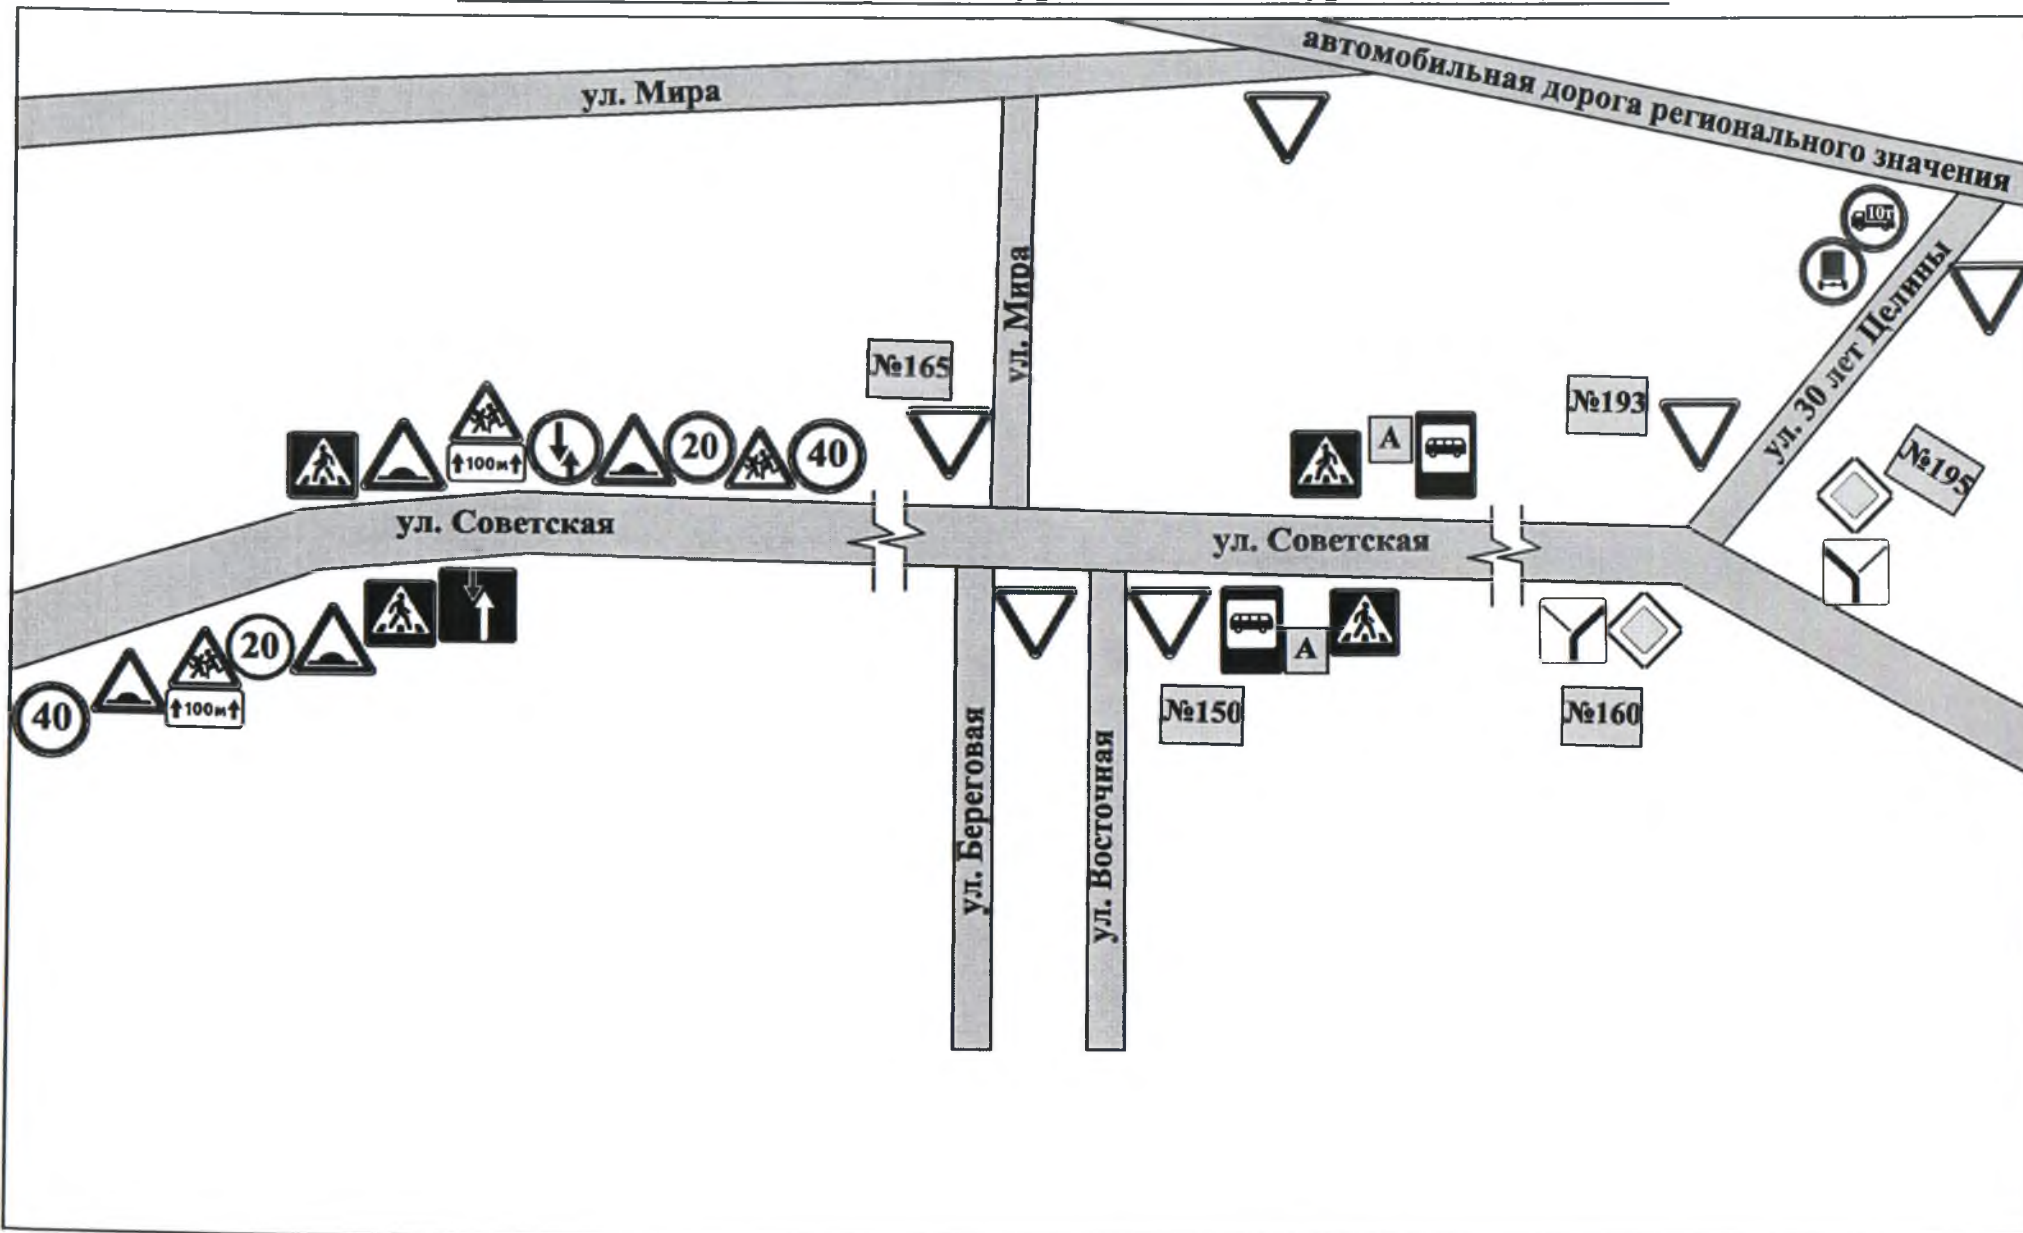 автомобильная дорога регионального значения
ул. Мира
10т
ул. Мира
ул. 30 лет Целины
№165
№193
№195
100м
20
40
А
ул. Советская
ул. Советская
40
100м
20
А
№150
№160
ул. Береговая
ул. Восточная